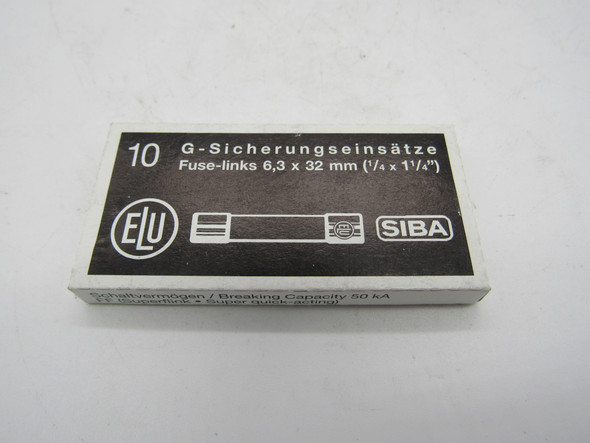 10 G-Sicherungseinsätze
Fuse-links 6,3 x 32 mm (1/4 x 1 1/4")
ELU
SIBA
Schaltvermögen / Breaking Capacity 50 kA
FF (Superflink • Super quick-acting)